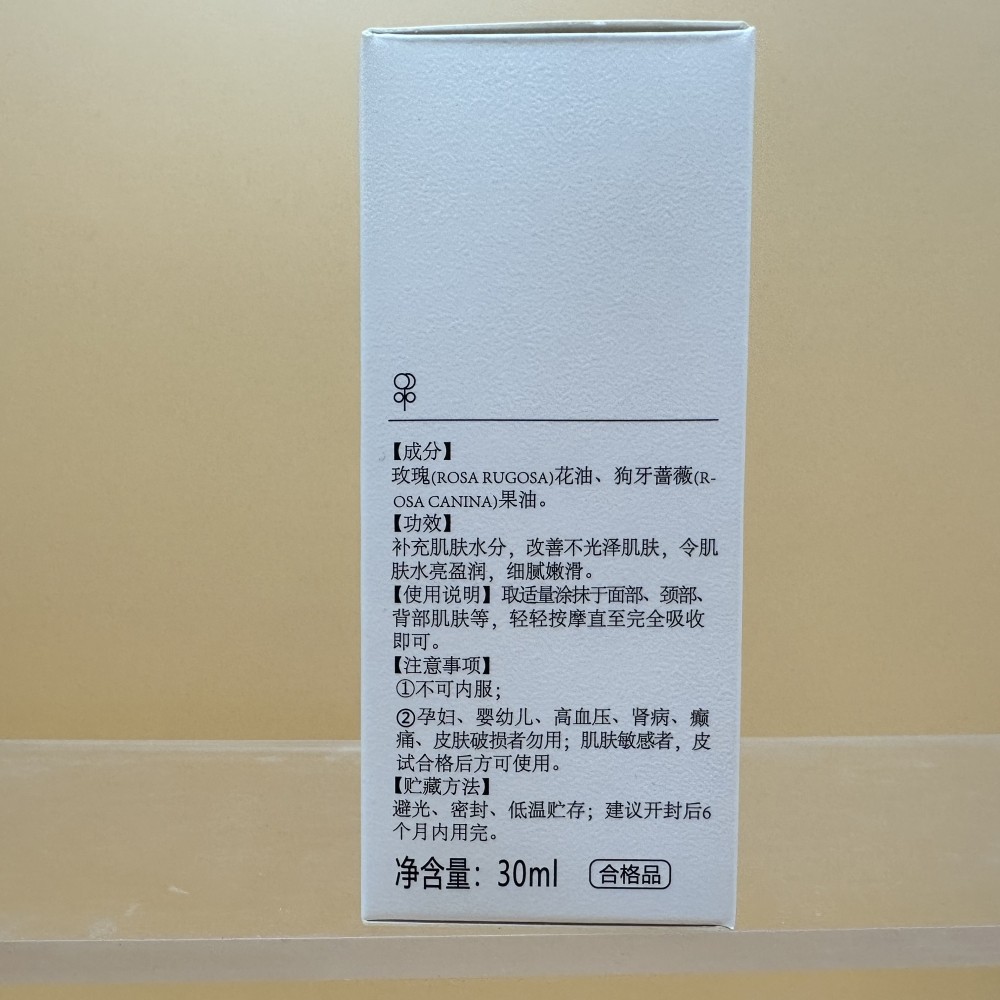 【成分】
玫瑰(ROSA RUGOSA)花油、狗牙蔷薇(R-
OSA CANINA)果油。
【功效】
补充肌肤水分，改善不光泽肌肤，令肌
肤水亮盈润，细腻嫩滑。
【使用说明】取适量涂抹于面部、颈部、
背部肌肤等，轻轻按摩直至完全吸收
即可。
【注意事项】
①不可内服；
②孕妇、婴幼儿、高血压、肾病、癫
痛、皮肤破损者勿用；肌肤敏感者，皮
试合格后方可使用。
【贮藏方法】
避光、密封、低温贮存；建议开封后6
个月内用完。
净含量：30ml 合格品